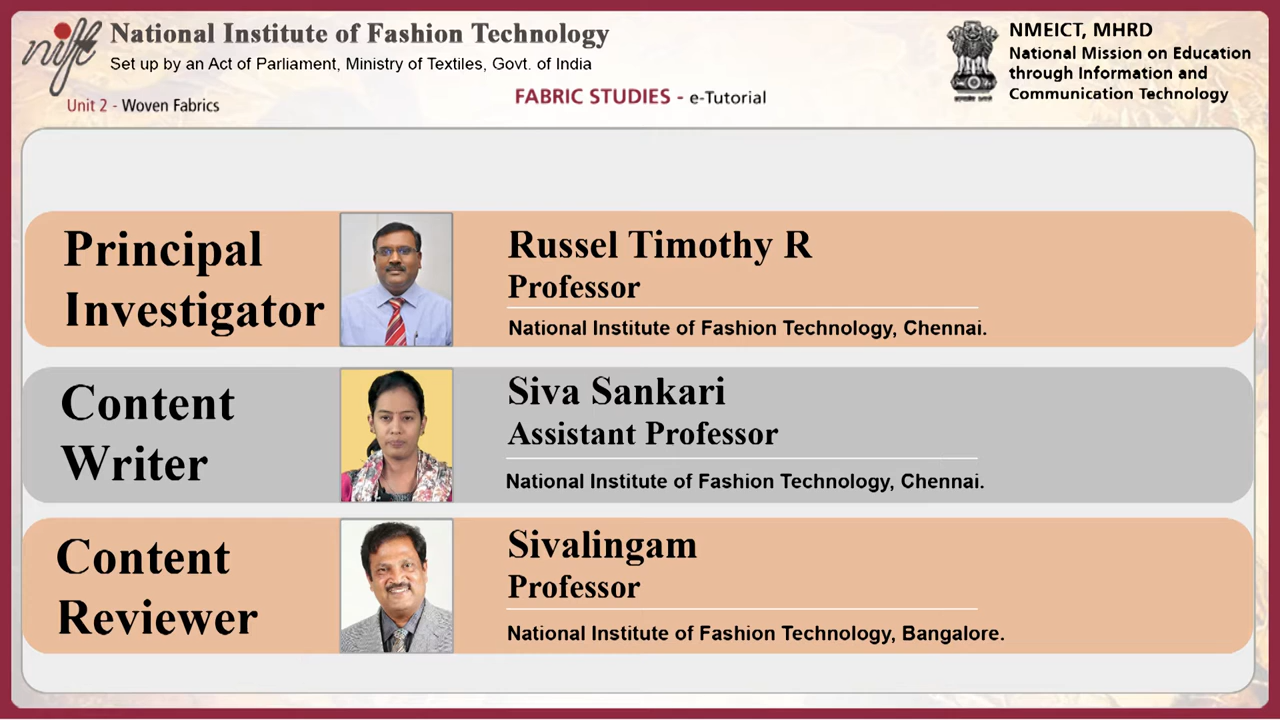 nift
National Institute of Fashion Technology
Set up by an Act of Parliament, Ministry of Textiles, Govt. of India
Unit 2 - Woven Fabrics
FABRIC STUDIES - e-Tutorial
NMEICT, MHRD
National Mission on Education
through Information and
Communication Technology
Principal
Investigator
Russel Timothy R
Professor
National Institute of Fashion Technology, Chennai.
Content
Writer
Siva Sankari
Assistant Professor
National Institute of Fashion Technology, Chennai.
Content
Reviewer
Sivalingam
Professor
National Institute of Fashion Technology, Bangalore.